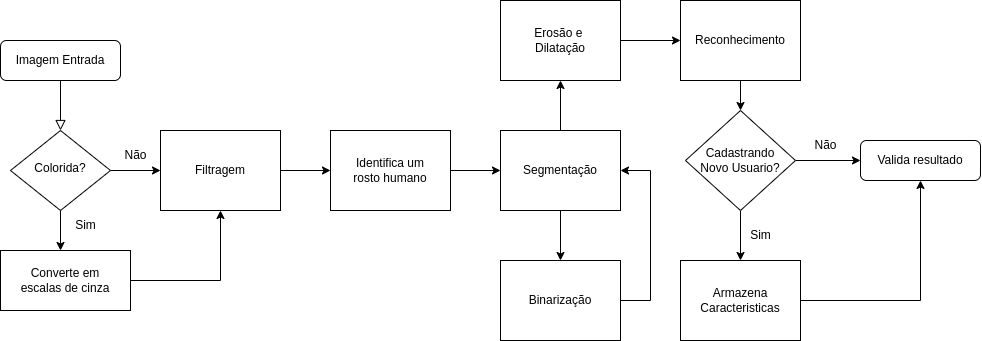 Imagem Entrada
Colorida?
Não
Sim
Converte em
escalas de cinza
Filtragem
Identifica um
rosto humano
Segmentação
Binarização
Erosão e
Dilatação
Reconhecimento
Cadastrando
Novo Usuario?
Não
Sim
Armazena
Caracteristicas
Valida resultado